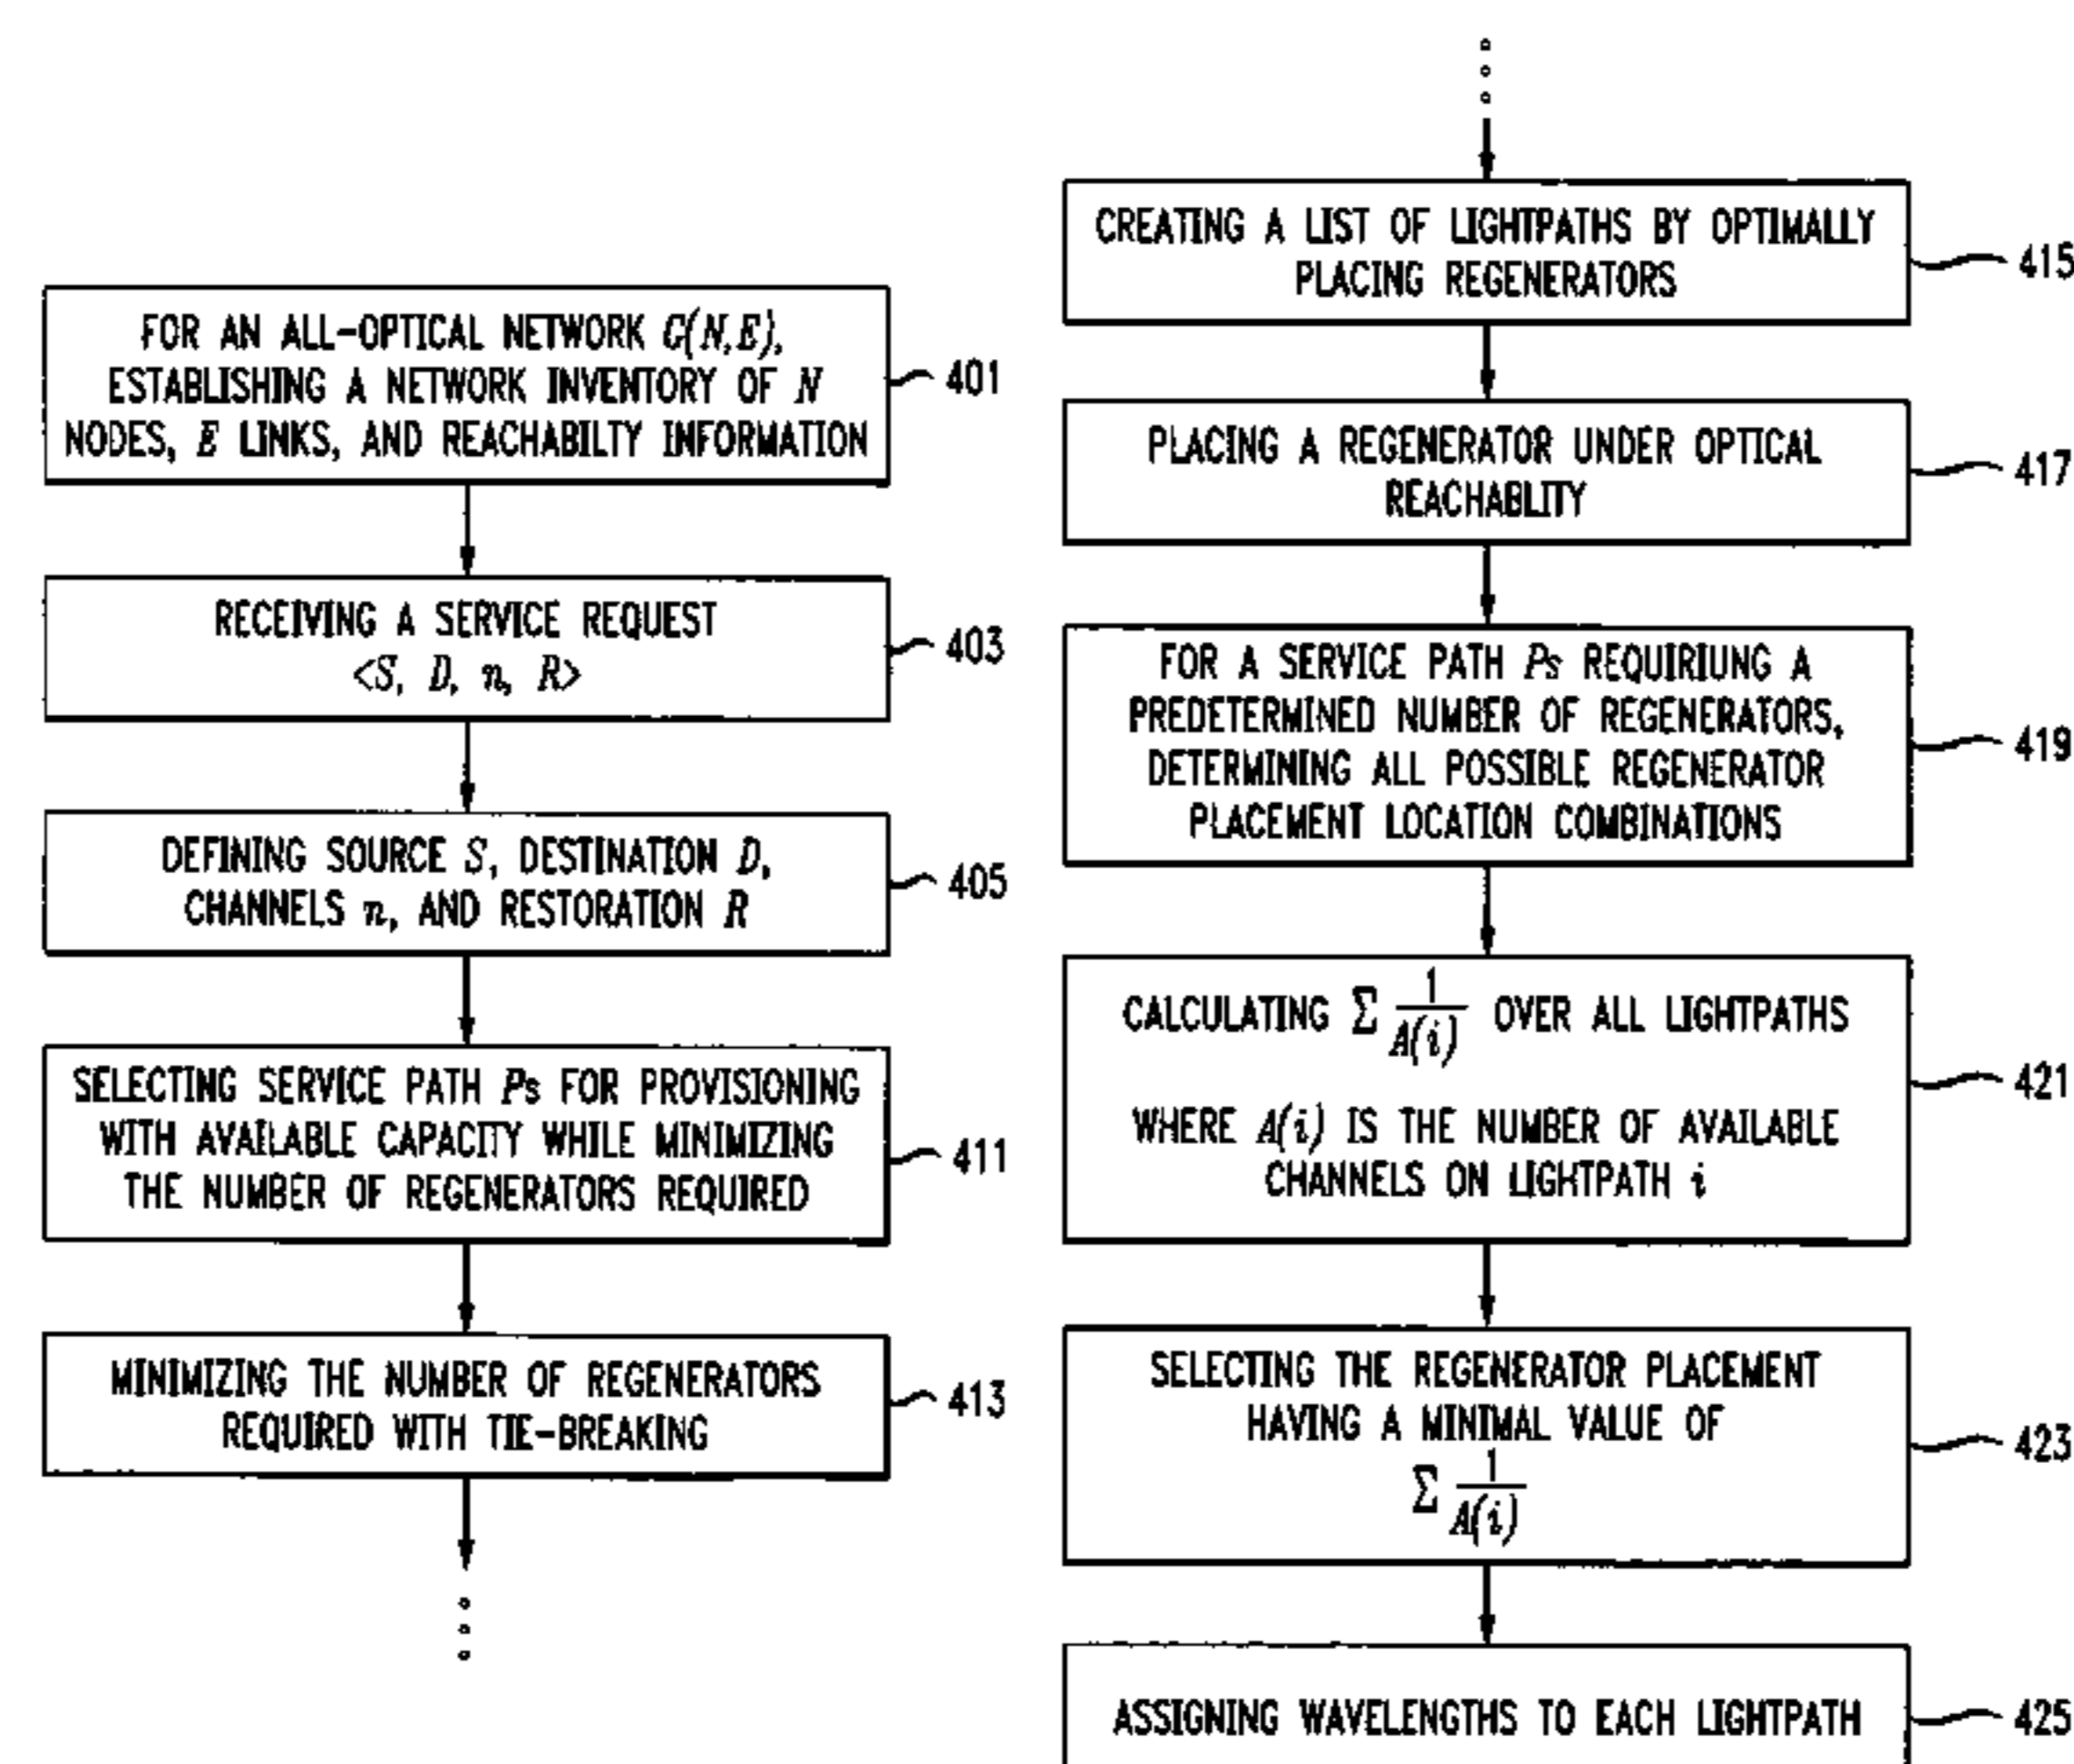 FOR AN ALL-OPTICAL NETWORK G(N,E),
ESTABLISHING A NETWORK INVENTORY OF N
NODES, E LINKS, AND REACHABILTY INFORMATION
401
RECEIVING A SERVICE REQUEST
<S, D, n, R>
403
DEFINING SOURCE S, DESTINATION D,
CHANNELS n, AND RESTORATION R
405
SELECTING SERVICE PATH Ps FOR PROVISIONING
WITH AVAILABLE CAPACITY WHILE MINIMIZING
THE NUMBER OF REGENERATORS REQUIRED
411
MINIMIZING THE NUMBER OF REGENERATORS
REQUIRED WITH TIE-BREAKING
413
CREATING A LIST OF LIGHTPATHS BY OPTIMALLY
PLACING REGENERATORS
415
PLACING A REGENERATOR UNDER OPTICAL
REACHABLITY
417
FOR A SERVICE PATH Ps REQUIRIUNG A
PREDETERMINED NUMBER OF REGENERATORS,
DETERMINING ALL POSSIBLE REGENERATOR
PLACEMENT LOCATION COMBINATIONS
419
CALCULATING Σ 1/A(i) OVER ALL LIGHTPATHS
WHERE A(i) IS THE NUMBER OF AVAILABLE
CHANNELS ON LIGHTPATH i
421
SELECTING THE REGENERATOR PLACEMENT
HAVING A MINIMAL VALUE OF
Σ 1/A(i)
423
ASSIGNING WAVELENGTHS TO EACH LIGHTPATH
425